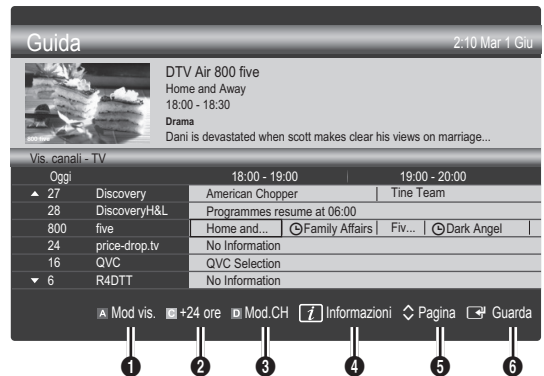 Guida 2:10 Mar 1 Giu
DTV Air 800 five
Home and Away
18:00 - 18:30
Drama
Dani is devastated when scott makes clear his views on marriage...
800 five
Vis. canali - TV
Oggi 18:00 - 19:00 19:00 - 20:00
▲ 27 Discovery American Chopper Tine Team
28 DiscoveryH&L Programmes resume at 06:00
800 five Home and... Family Affairs Fiv... Dark Angel
24 price-drop.tv No Information
16 QVC QVC Selection
▼ 6 R4DTT No Information
A Mod vis. C +24 ore D Mod.CH i Informazioni Pagina Guarda
1 2 3 4 5 6